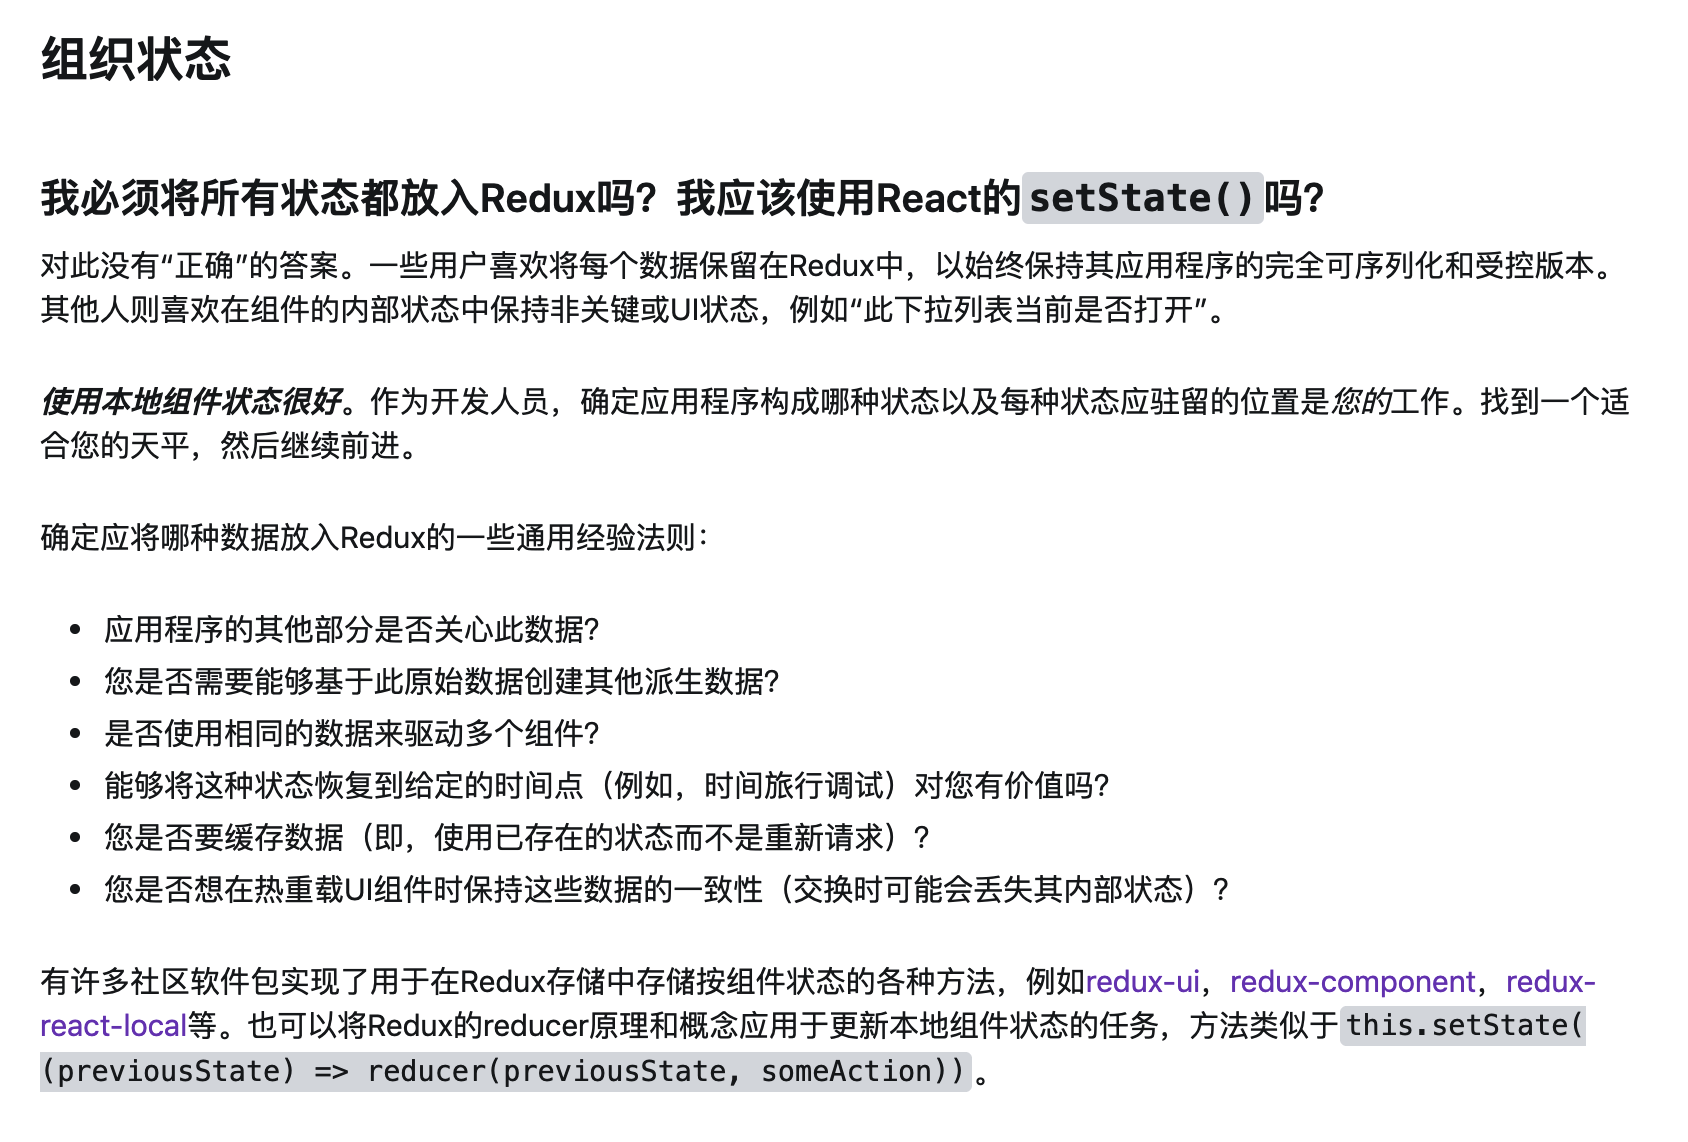 组织状态
我必须将所有状态都放入Redux吗？我应该使用React的setState()吗？
对此没有“正确”的答案。一些用户喜欢将每个数据保留在Redux中，以始终保持其应用程序的完全可序列化和受控版本。
其他人则喜欢在组件的内部状态中保持非关键或UI状态，例如“此下拉列表当前是否打开”。
使用本地组件状态很好。作为开发人员，确定应用程序构成哪种状态以及每种状态应驻留的位置是您的工作。找到一个适
合您的天平，然后继续前进。
确定应将哪种数据放入Redux的一些通用经验法则：
• 应用程序的其他部分是否关心此数据？
• 您是否需要能够基于此原始数据创建其他派生数据？
• 是否使用相同的数据来驱动多个组件？
• 能够将这种状态恢复到给定的时间点（例如，时间旅行调试）对您有价值吗？
• 您是否要缓存数据（即，使用已存在的状态而不是重新请求）？
• 您是否想在热重载UI组件时保持这些数据的一致性（交换时可能会丢失其内部状态）？
有许多社区软件包实现了用于在Redux存储中存储按组件状态的各种方法，例如redux-ui，redux-component，redux-
react-local等。也可以将Redux的reducer原理和概念应用于更新本地组件状态的任务，方法类似于this.setState(
(previousState) => reducer(previousState, someAction))。